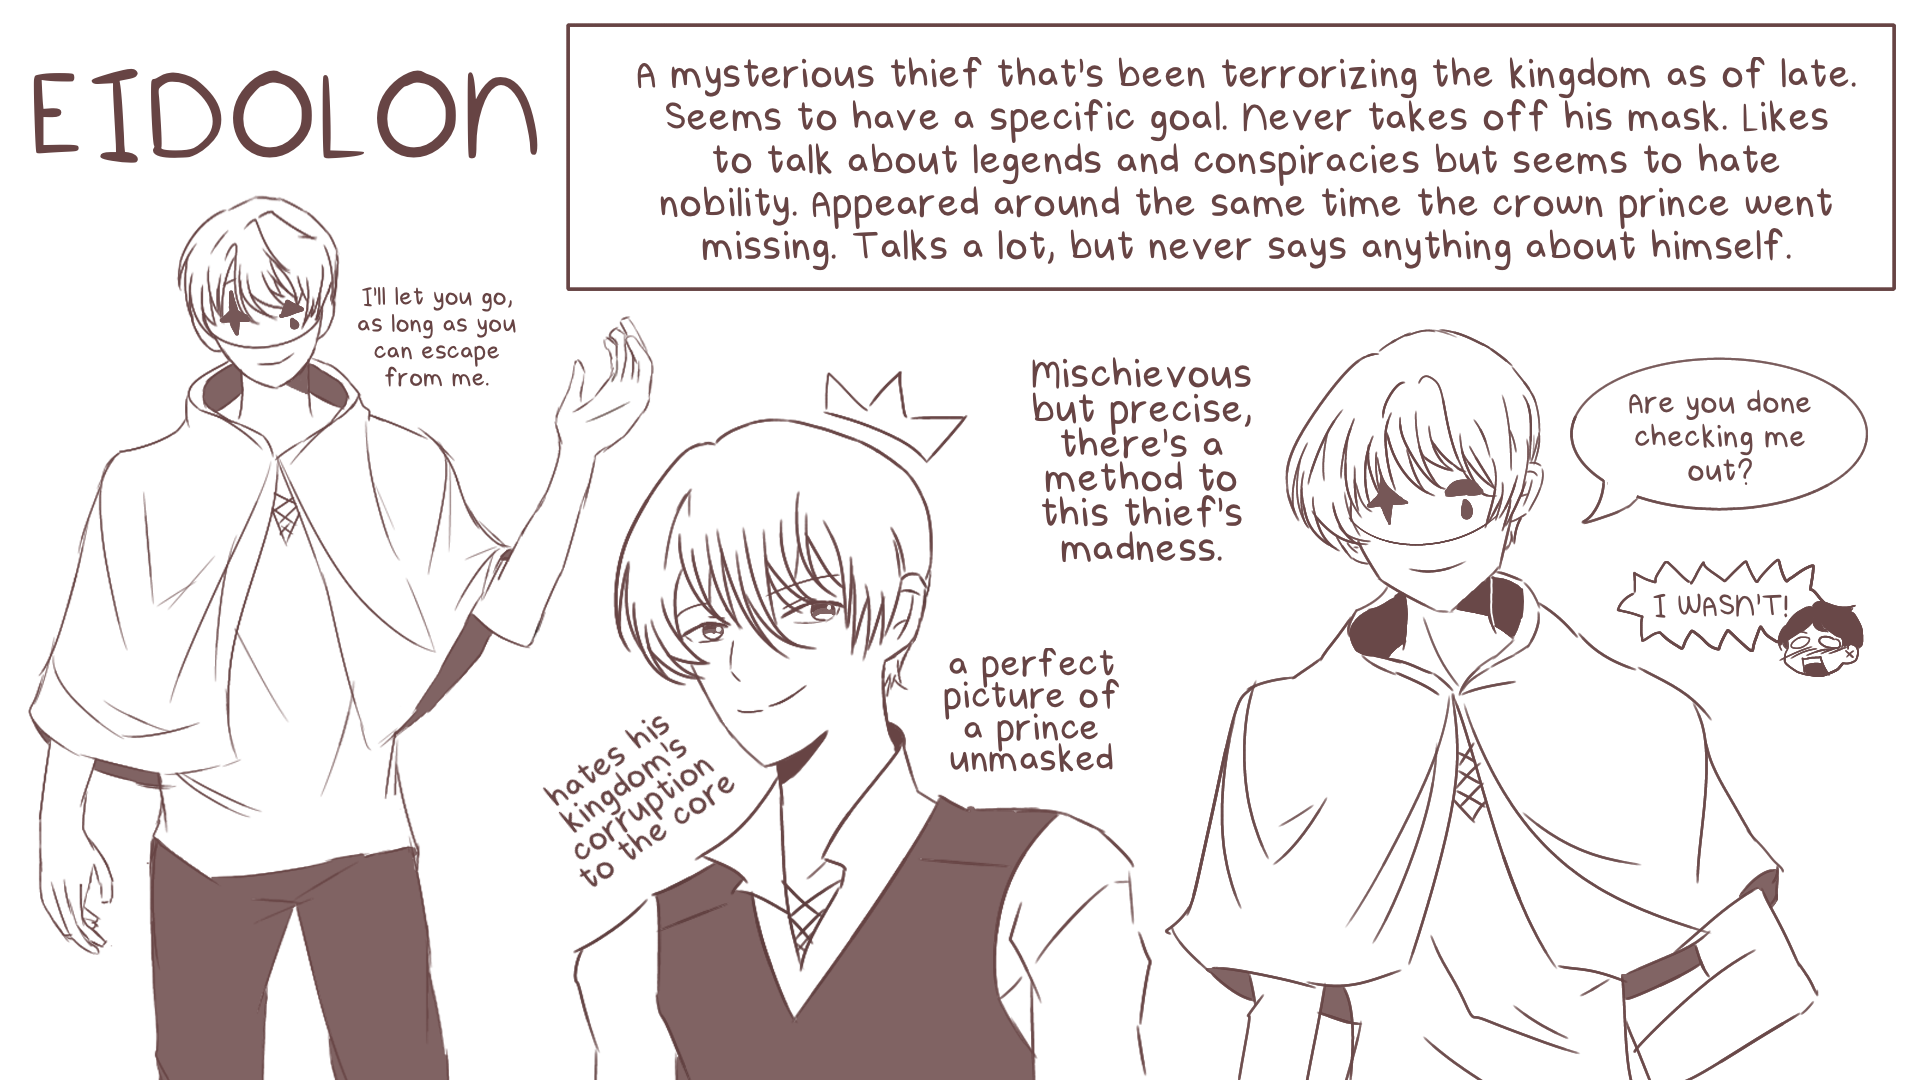 EIDOLON
A mysterious thief that's been terrorizing the kingdom as of late.
Seems to have a specific goal. Never takes off his mask. Likes
to talk about legends and conspiracies but seems to hate
nobility. Appeared around the same time the crown prince went
missing. Talks a lot, but never says anything about himself.
I'll let you go,
as long as you
can escape
from me.
Mischievous
but precise,
there's a
method to
this thief's
madness.
Are you done
checking me
out?
I WASN'T!
a perfect
picture of
a prince
unmasked
hates his
kingdom's
corruption
to the core